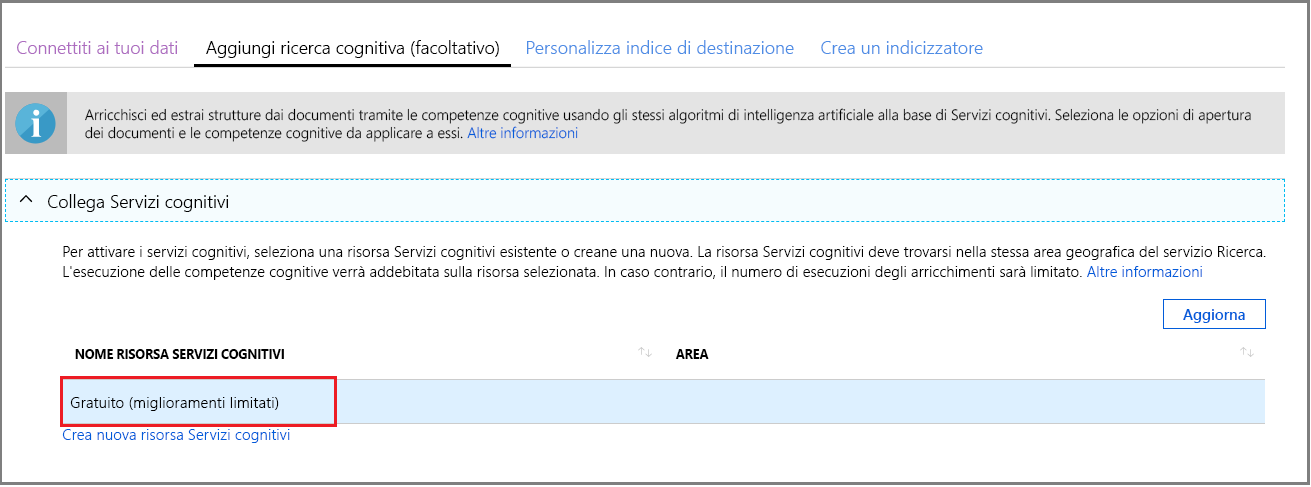 Connettiti ai tuoi dati Aggiungi ricerca cognitiva (facoltativo) Personalizza indice di destinazione Crea un indicizzatore
Arricchisci ed estrai strutture dai documenti tramite le competenze cognitive usando gli stessi algoritmi di intelligenza artificiale alla base di Servizi cognitivi. Seleziona le opzioni di apertura
dei documenti e le competenze cognitive da applicare a essi. Altre informazioni
Collega Servizi cognitivi
Per attivare i servizi cognitivi, seleziona una risorsa Servizi cognitivi esistente o creane una nuova. La risorsa Servizi cognitivi deve trovarsi nella stessa area geografica del servizio Ricerca.
L'esecuzione delle competenze cognitive verrà addebitata sulla risorsa selezionata. In caso contrario, il numero di esecuzioni degli arricchimenti sarà limitato. Altre informazioni
Aggiorna
NOME RISORSA SERVIZI COGNITIVI AREA
Gratuito (miglioramenti limitati)
Crea nuova risorsa Servizi cognitivi